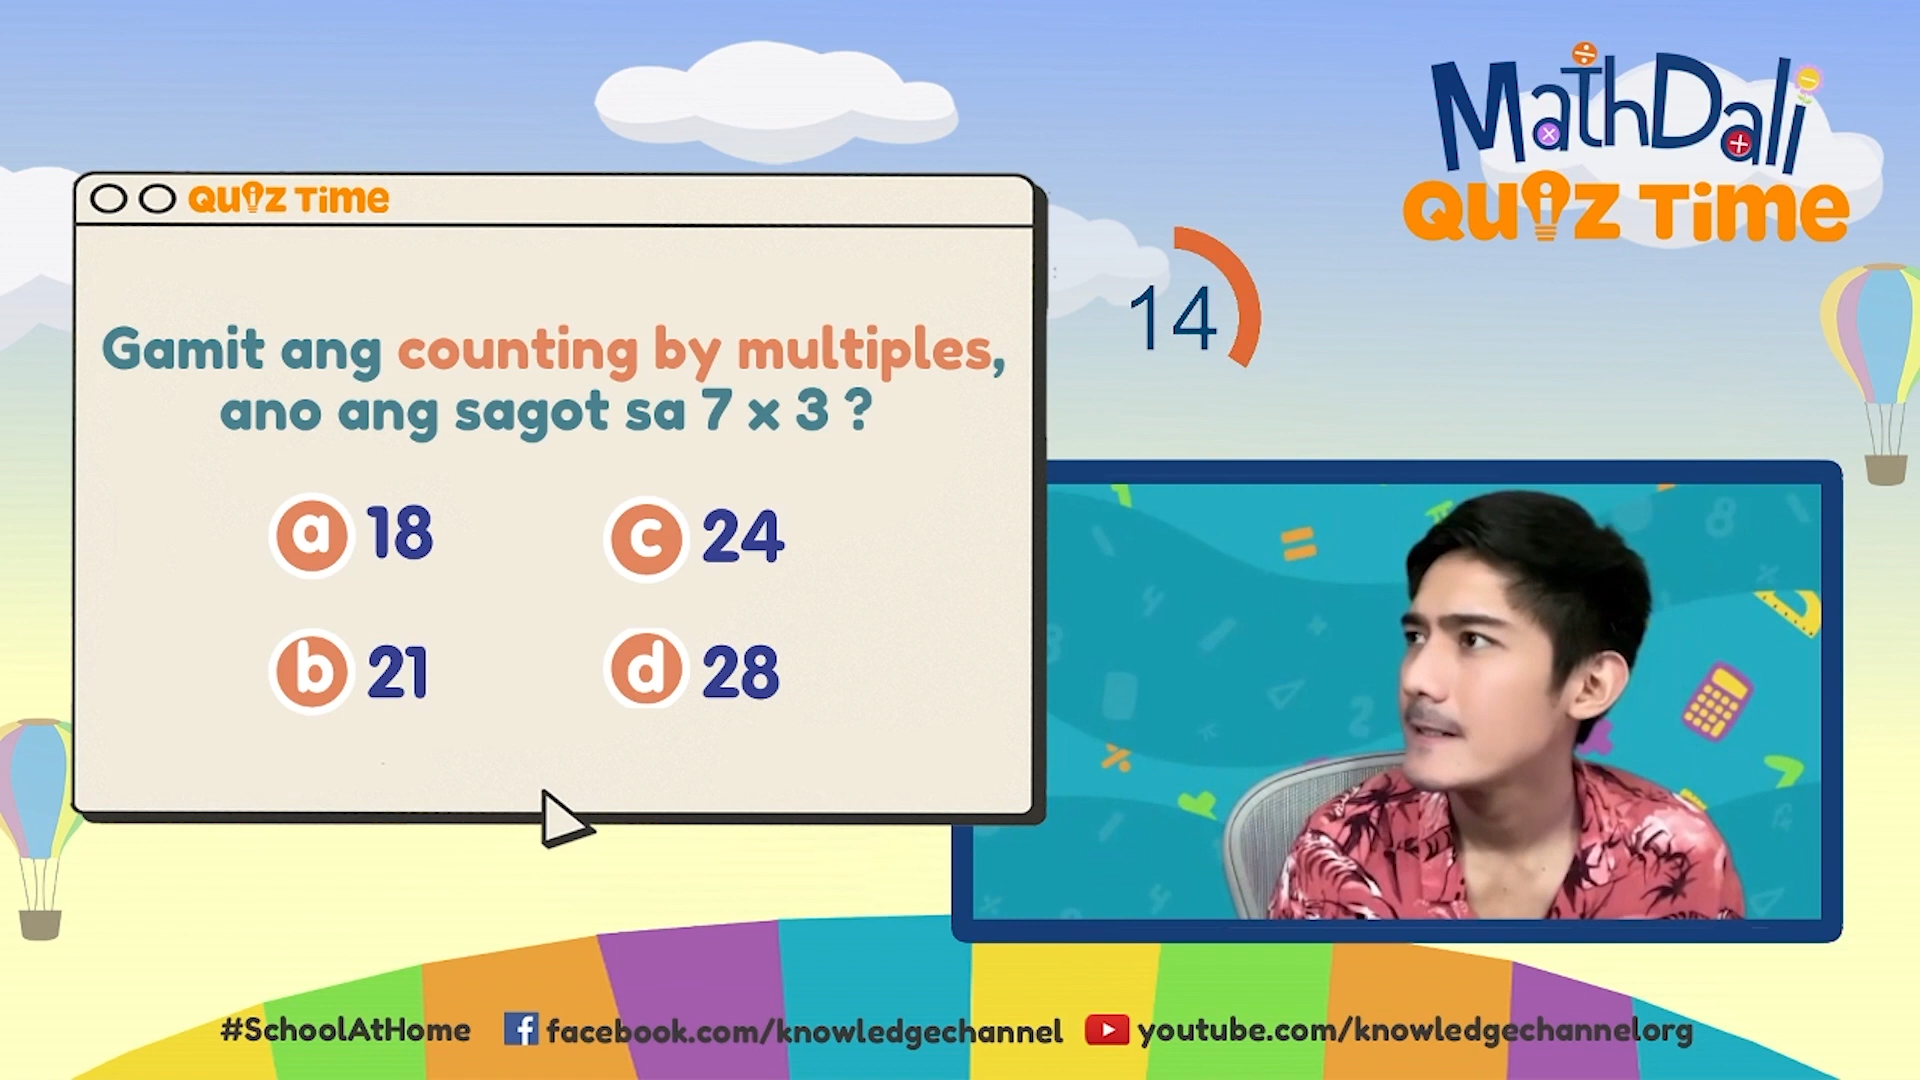 MathDali
Quiz Time
Quiz Time
14
Gamit ang counting by multiples,
ano ang sagot sa 7 x 3 ?
a 18
c 24
b 21
d 28
#SchoolAtHome
facebook.com/knowledgechannel
youtube.com/knowledgechannelorg